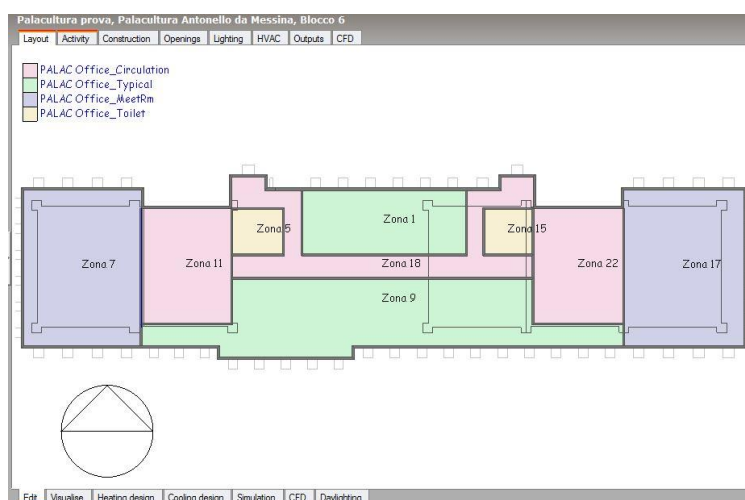 Palacultura prova, Palacultura Antonello da Messina, Blocco 6
Layout Activity Construction Openings Lighting HVAC Outputs CFD
PALAC Office_Circulation
PALAC Office_Typical
PALAC Office_MeetRm
PALAC Office_Toilet
Zona 5 Zona 1 Zona 15
Zona 7 Zona 11 Zona 18 Zona 22 Zona 17
Zona 9
Edit Visualise Heating design Cooling design Simulation CFD Daylighting